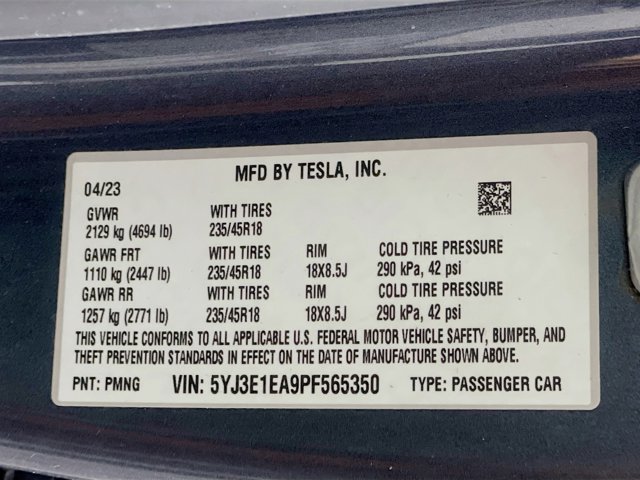 MFD BY TESLA, INC.
04/23
GVWR WITH TIRES
2129 kg (4694 lb) 235/45R18
GAWR FRT WITH TIRES RIM COLD TIRE PRESSURE
1110 kg (2447 lb) 235/45R18 18X8.5J 290 kPa, 42 psi
GAWR RR WITH TIRES RIM COLD TIRE PRESSURE
1257 kg (2771 lb) 235/45R18 18X8.5J 290 kPa, 42 psi
THIS VEHICLE CONFORMS TO ALL APPLICABLE U.S. FEDERAL MOTOR VEHICLE SAFETY, BUMPER, AND
THEFT PREVENTION STANDARDS IN EFFECT ON THE DATE OF MANUFACTURE SHOWN ABOVE.
PNT: PMNG VIN: 5YJ3E1EA9PF565350 TYPE: PASSENGER CAR